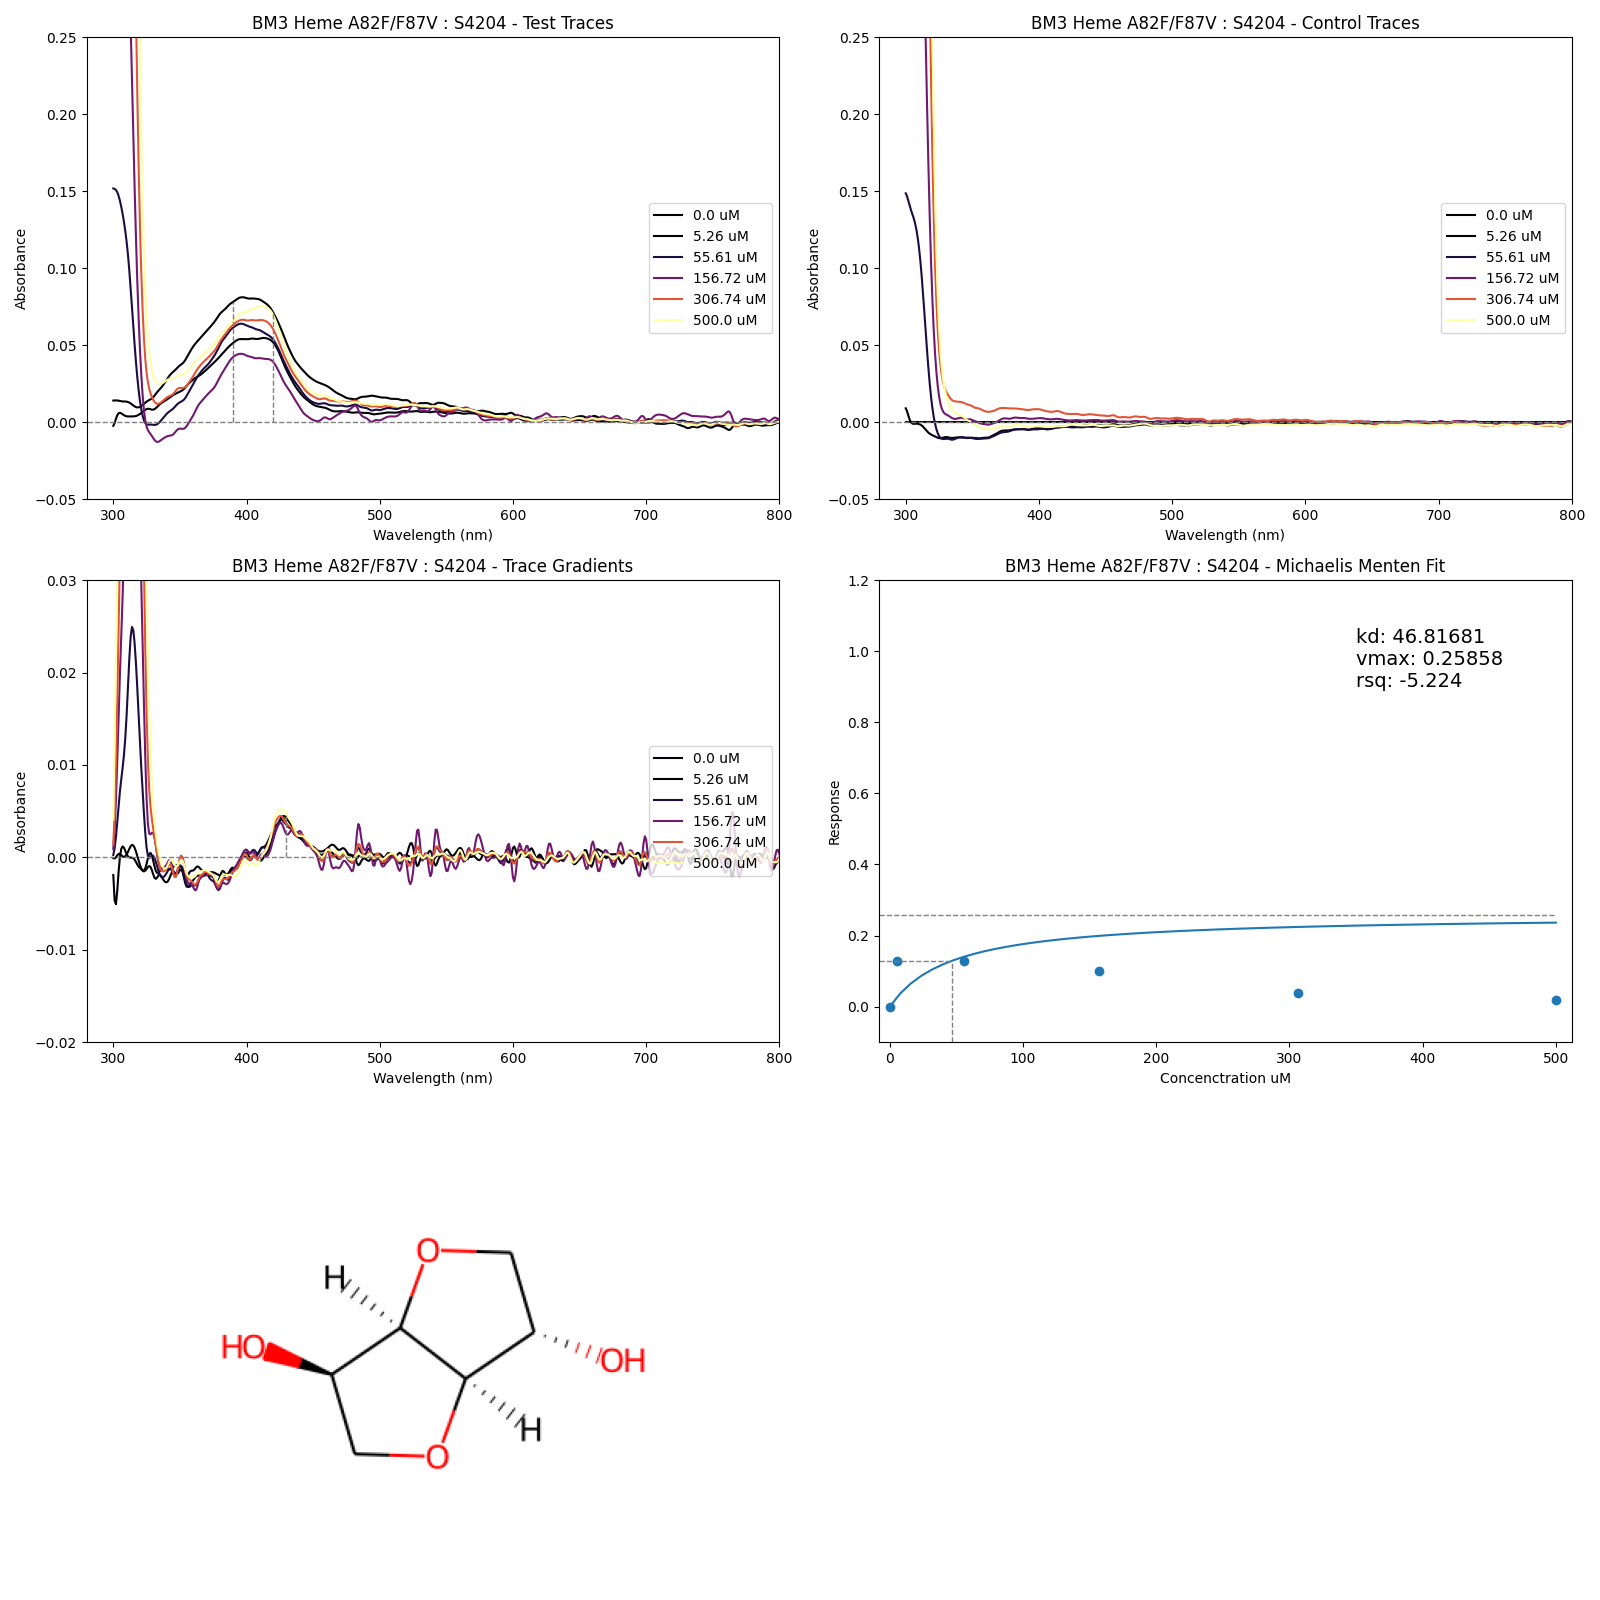 BM3 Heme A82F/F87V : S4204 - Test Traces
0.25
0.20
0.15
0.10
0.05
0.00
−0.05
Absorbance
300
400
500
600
700
800
Wavelength (nm)
0.0 uM
5.26 uM
55.61 uM
156.72 uM
306.74 uM
500.0 uM
BM3 Heme A82F/F87V : S4204 - Control Traces
0.25
0.20
0.15
0.10
0.05
0.00
−0.05
Absorbance
300
400
500
600
700
800
Wavelength (nm)
0.0 uM
5.26 uM
55.61 uM
156.72 uM
306.74 uM
500.0 uM
BM3 Heme A82F/F87V : S4204 - Trace Gradients
0.03
0.02
0.01
0.00
−0.01
−0.02
Absorbance
300
400
500
600
700
800
Wavelength (nm)
0.0 uM
5.26 uM
55.61 uM
156.72 uM
306.74 uM
500.0 uM
BM3 Heme A82F/F87V : S4204 - Michaelis Menten Fit
1.2
1.0
0.8
0.6
0.4
0.2
0.0
Response
0
100
200
300
400
500
Concenctration uM
kd: 46.81681
vmax: 0.25858
rsq: -5.224
O
H
HO
OH
H
O